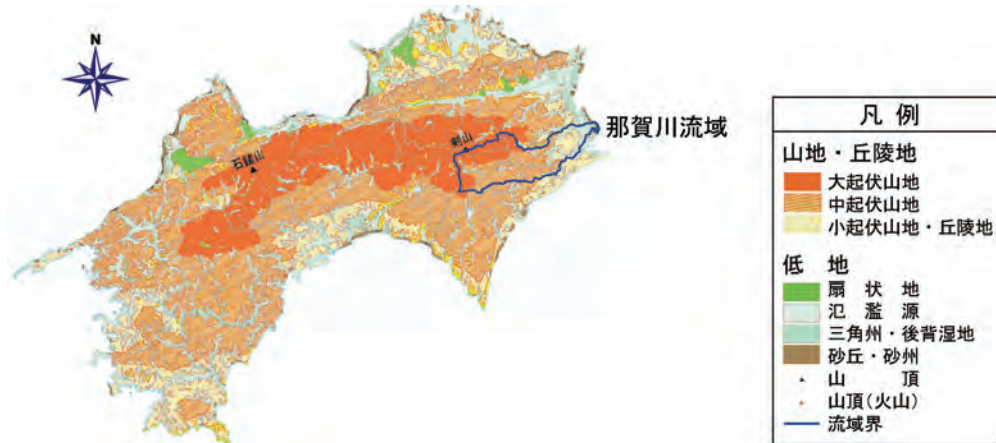 N
那賀川流域
剣山
石鎚山
凡例
山地・丘陵地
大起伏山地
中起伏山地
小起伏山地・丘陵地
低 地
扇 状 地
氾 濫 源
三角州・後背湿地
砂丘・砂州
山 頂
山頂(火山)
流域界